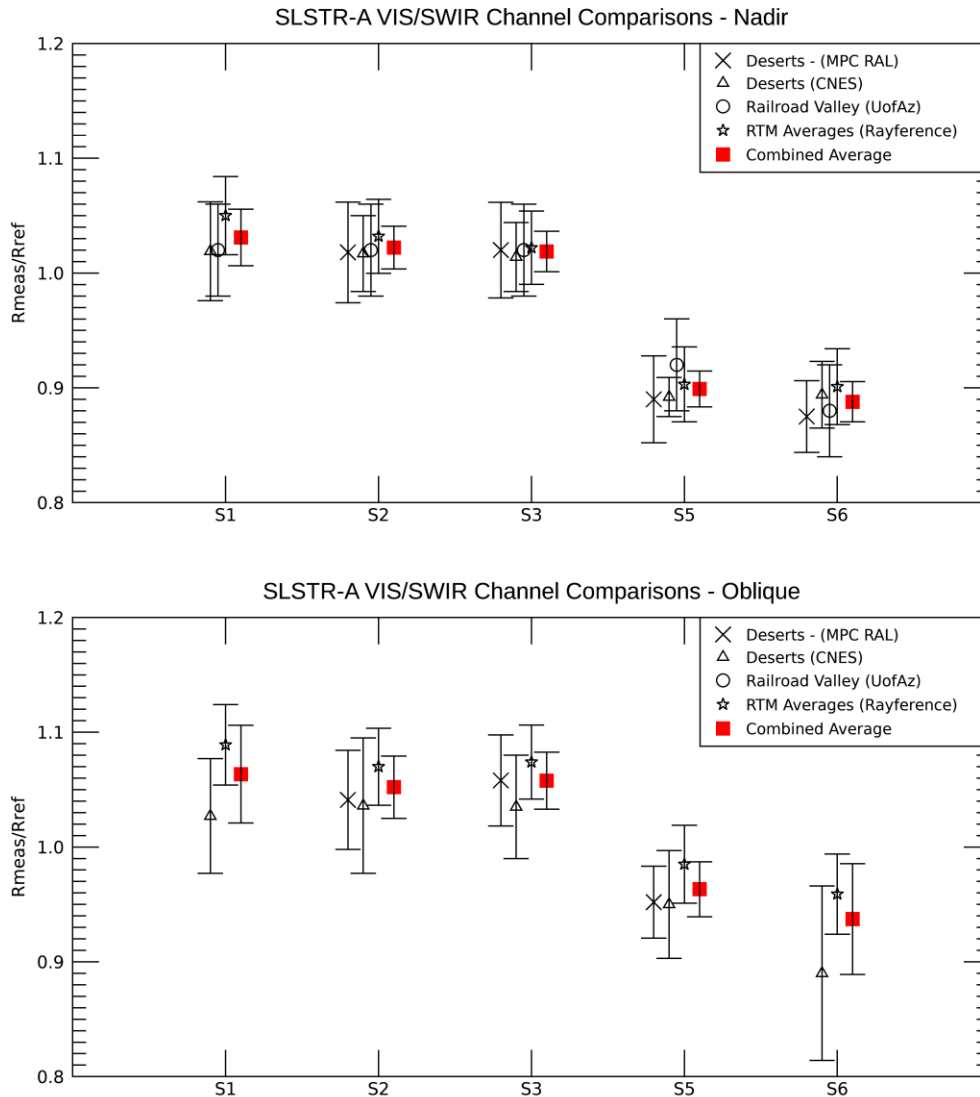 SLSTR-A VIS/SWIR Channel Comparisons - Nadir
1.2
1.1
1.0
0.9
0.8
Rmeas/Rref
Deserts - (MPC RAL)
Deserts (CNES)
Railroad Valley (UofAz)
RTM Averages (Rayference)
Combined Average
S1 S2 S3 S5 S6
SLSTR-A VIS/SWIR Channel Comparisons - Oblique
1.2
1.1
1.0
0.9
0.8
Rmeas/Rref
Deserts - (MPC RAL)
Deserts (CNES)
Railroad Valley (UofAz)
RTM Averages (Rayference)
Combined Average
S1 S2 S3 S5 S6